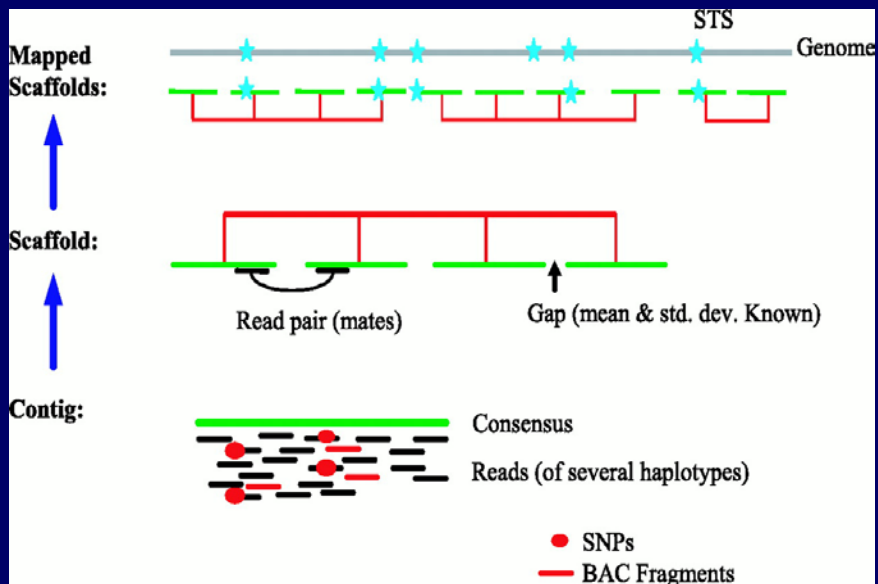 STS
Genome
Mapped
Scaffolds:
Scaffold:
Read pair (mates)
Gap (mean & std. dev. Known)
Contig:
Consensus
Reads (of several haplotypes)
SNPs
BAC Fragments